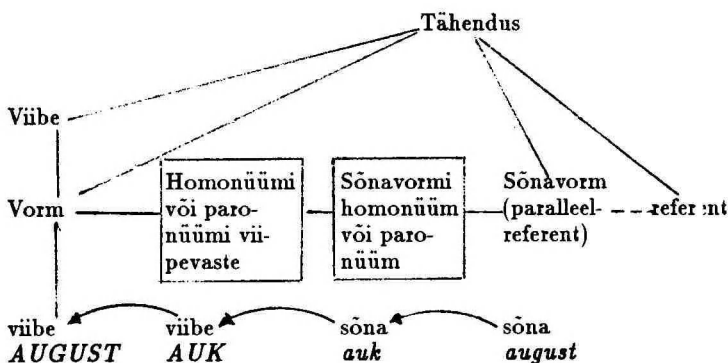 Tähendus
Viibe
Vorm
Homonüümi
või paro-
nüümi vii-
pevaste
Sõnavormi
homonüüm
või paro-
nüüm
Sõnavorm
(paralleel-
referent)
referent
viibe
AUGUST
viibe
AUK
sõna
auk
sõna
august